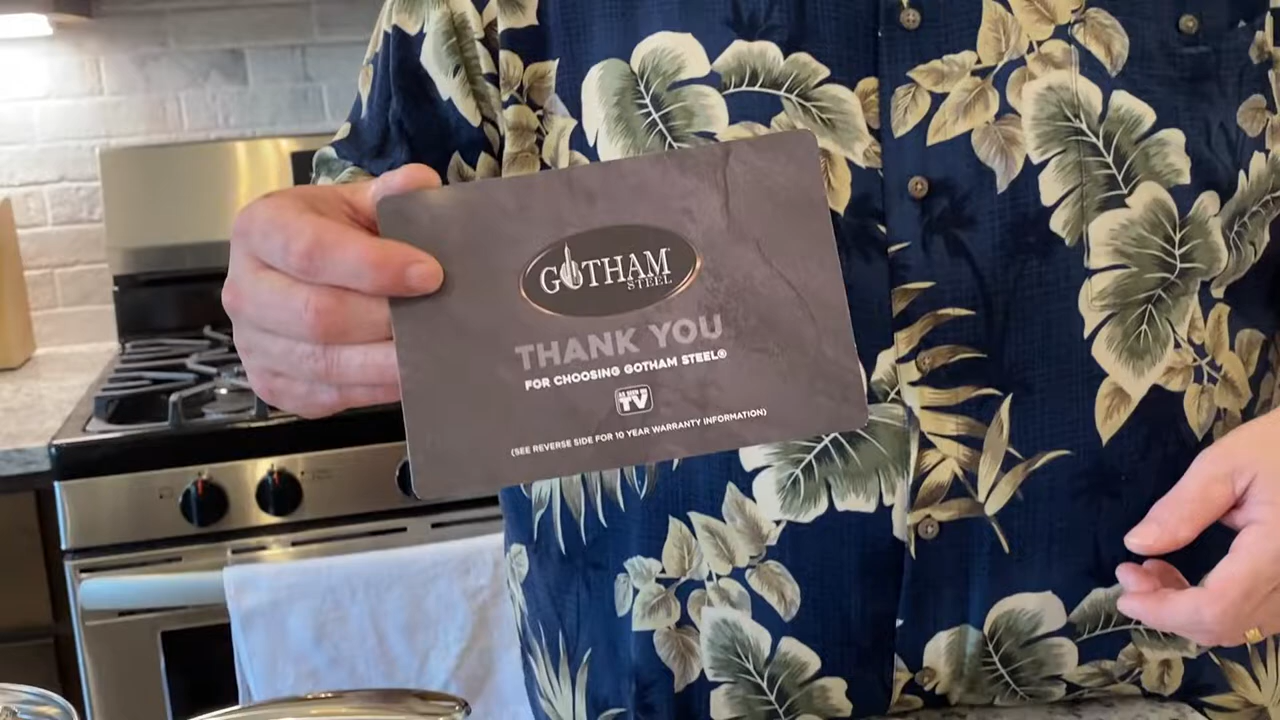 GOTHAM
STEEL
THANK YOU
FOR CHOOSING GOTHAM STEEL®
AS SEEN ON
TV
(SEE REVERSE SIDE FOR 10 YEAR WARRANTY INFORMATION)